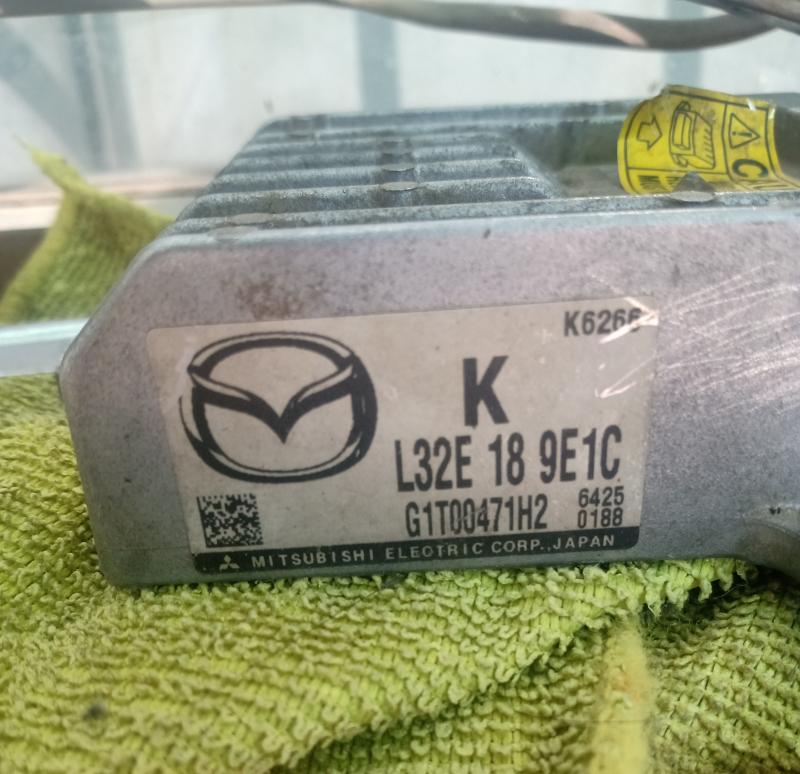 K6266
K
L32E 18 9E1C
G1T00471H2
6425
0188
MITSUBISHI ELECTRIC CORP., JAPAN